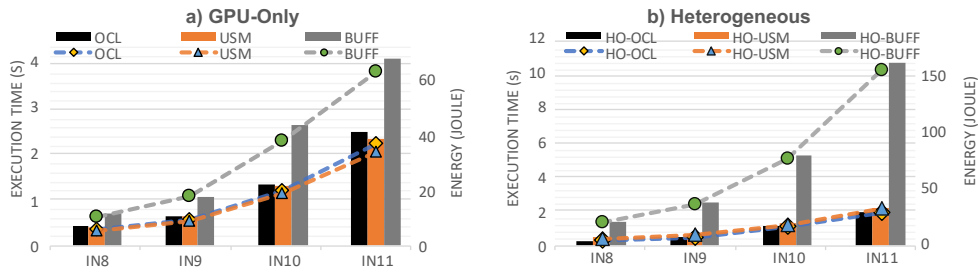 a) GPU-Only
OCL USM BUFF
OCL USM BUFF
EXECUTION TIME (S)
4
3
2
1
0
60
40
20
0
ENERGY (JOULE)
IN8 IN9 IN10 IN11
b) Heterogeneous
HO-OCL HO-USM HO-BUFF
HO-OCL HO-USM HO-BUFF
EXECUTION TIME (s)
12
10
8
6
4
2
0
150
100
50
0
ENERGY (JOULE)
IN8 IN9 IN10 IN11